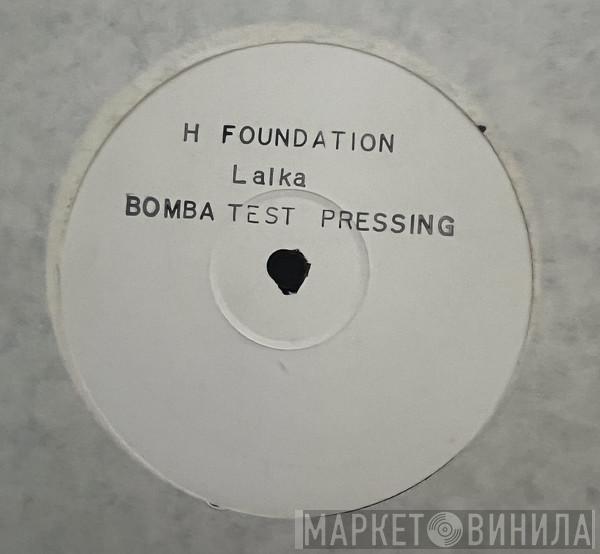 H FOUNDATION
Lalka
BOMBA TEST PRESSING
МАРКЕТ ВИНИЛА